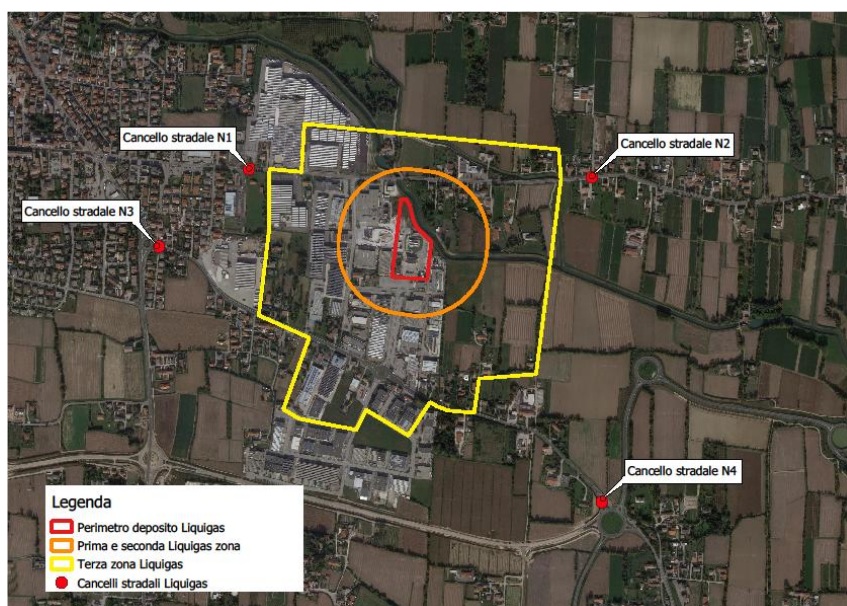 Cancello stradale N1
Cancello stradale N2
Cancello stradale N3
Cancello stradale N4
Legenda
Perimetro deposito Liquigas
Prima e seconda Liquigas zona
Terza zona Liquigas
Cancelli stradali Liquigas